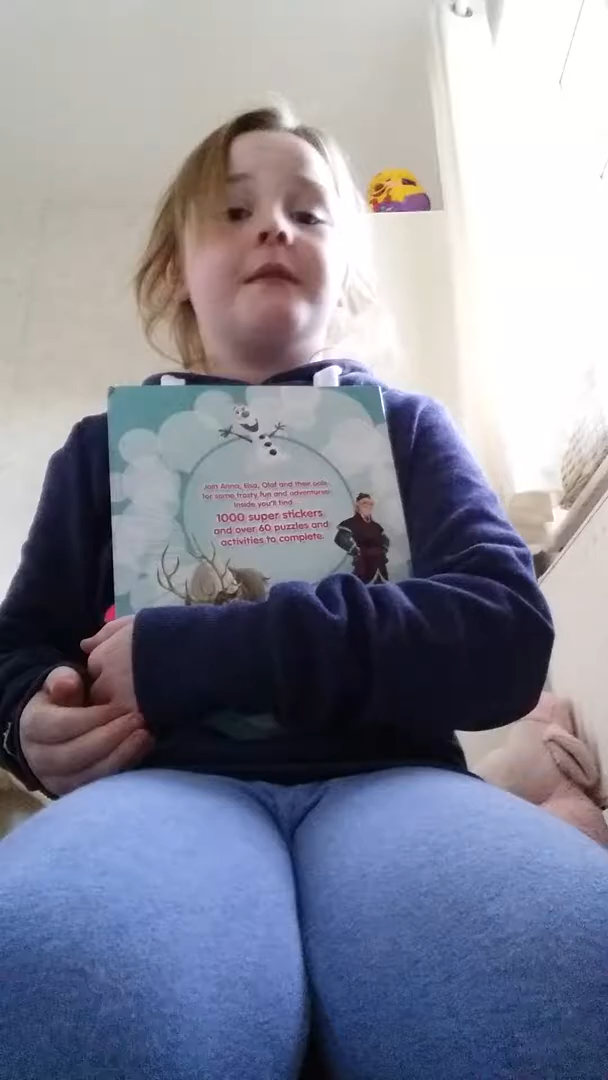 Join Anna, Elsa, Olaf and their pals
for some frosty fun and adventures!
Inside you'll find...
1000 super stickers
and over 60 puzzles and
activities to complete.